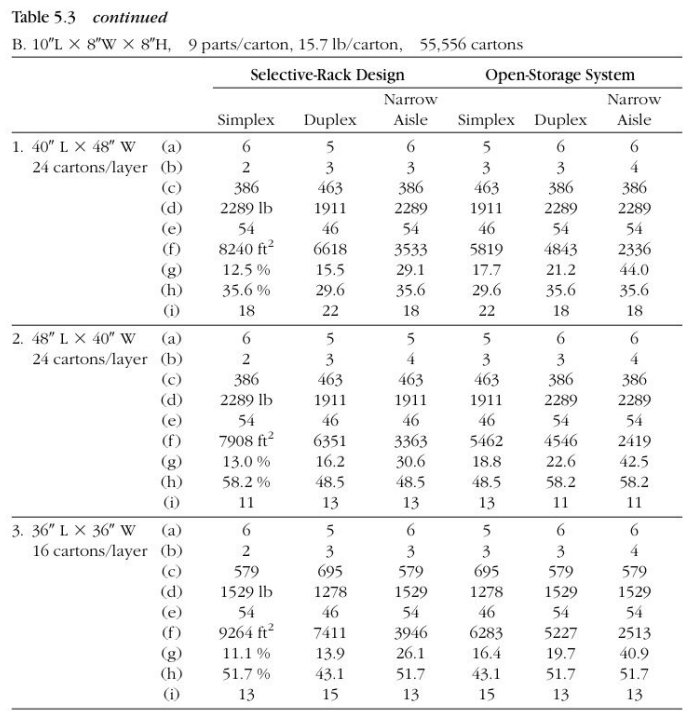 Table 5.3 continued
B. 10"L × 8"W × 8"H, 9 parts/carton, 15.7 lb/carton, 55,556 cartons
Selective-Rack Design Open-Storage System
Narrow Narrow
Simplex Duplex Aisle Simplex Duplex Aisle
1. 40" L × 48" W (a) 6 5 6 5 6 6
24 cartons/layer (b) 2 3 3 3 3 4
(c) 386 463 386 463 386 386
(d) 2289 lb 1911 2289 1911 2289 2289
(e) 54 46 54 46 54 54
(f) 8240 ft² 6618 3533 5819 4843 2336
(g) 12.5 % 15.5 29.1 17.7 21.2 44.0
(h) 35.6 % 29.6 35.6 29.6 35.6 35.6
(i) 18 22 18 22 18 18
2. 48" L × 40" W (a) 6 5 5 5 6 6
24 cartons/layer (b) 2 3 4 3 3 4
(c) 386 463 463 463 386 386
(d) 2289 lb 1911 1911 1911 2289 2289
(e) 54 46 46 46 54 54
(f) 7908 ft² 6351 3363 5462 4546 2419
(g) 13.0 % 16.2 30.6 18.8 22.6 42.5
(h) 58.2 % 48.5 48.5 48.5 58.2 58.2
(i) 11 13 13 13 11 11
3. 36" L × 36" W (a) 6 5 6 5 6 6
16 cartons/layer (b) 2 3 3 3 3 4
(c) 579 695 579 695 579 579
(d) 1529 lb 1278 1529 1278 1529 1529
(e) 54 46 54 46 54 54
(f) 9264 ft² 7411 3946 6283 5227 2513
(g) 11.1 % 13.9 26.1 16.4 19.7 40.9
(h) 51.7 % 43.1 51.7 43.1 51.7 51.7
(i) 13 15 13 15 13 13